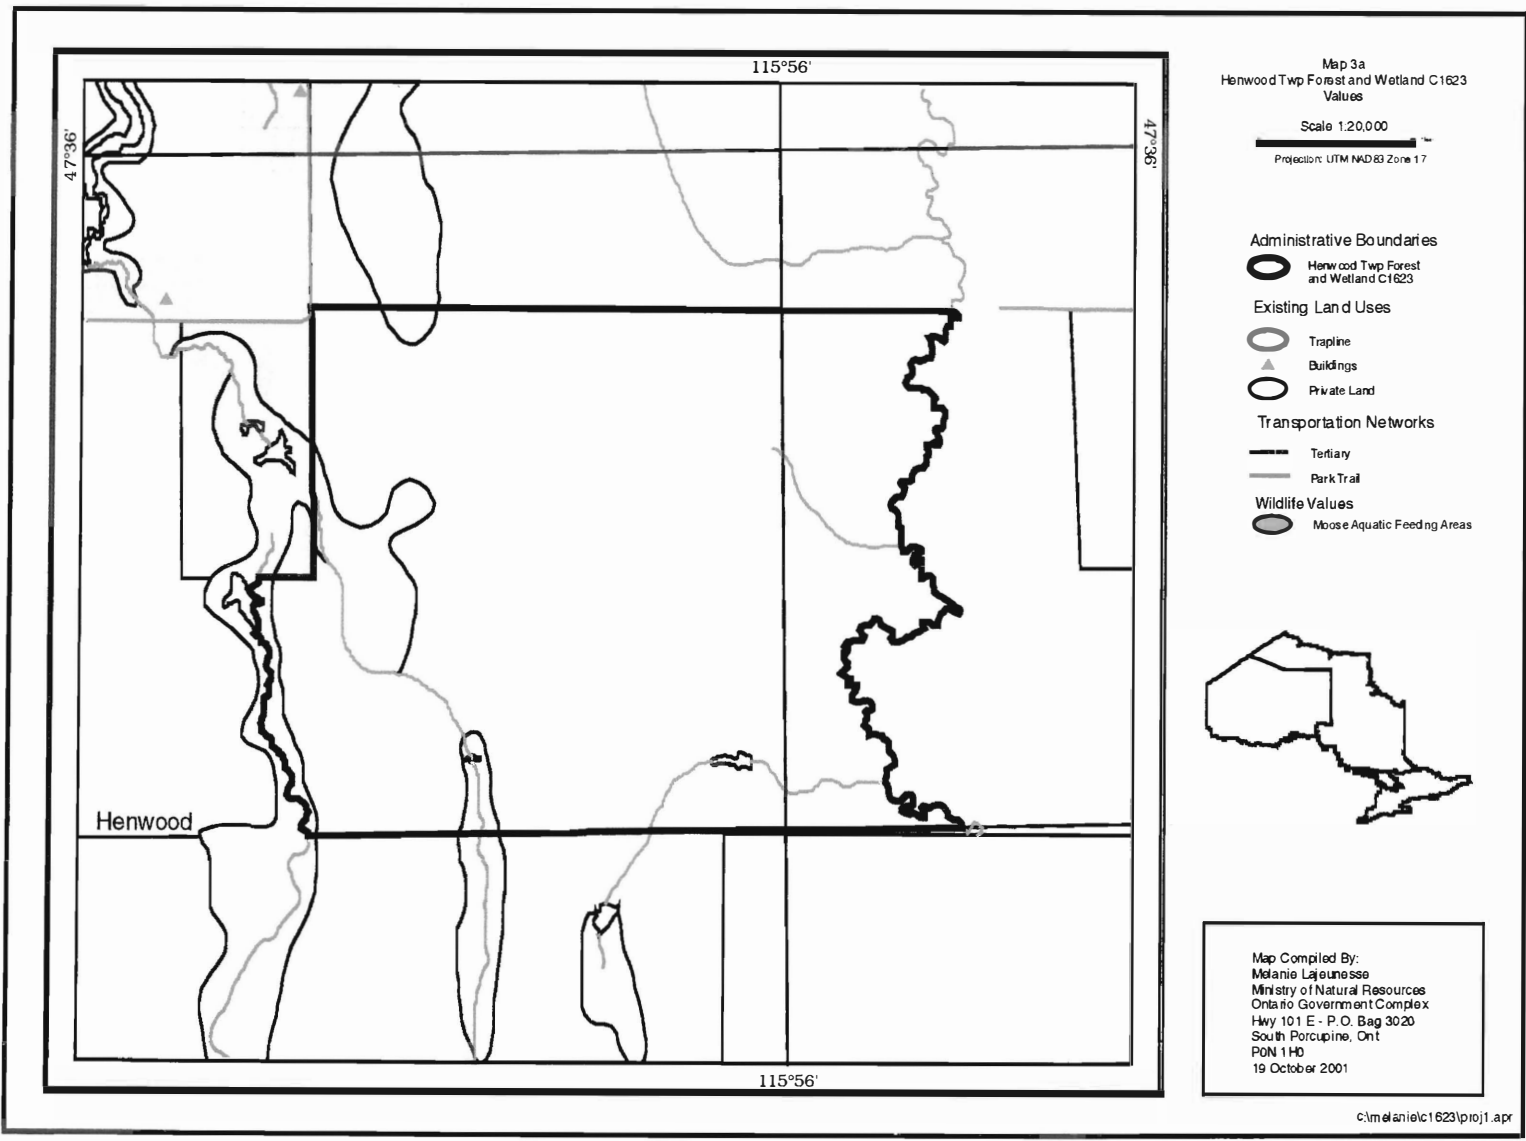 Map 3a
Henwood Twp Forest and Wetland C1623
Values
Scale 1:20,000
Projection: UTM NAD83 Zone 17
115°56'
47°36'
47°36'
Administrative Boundaries
Henwood Twp Forest
and Wetland C1623
Existing Land Uses
Trapline
Buildings
Private Land
Transportation Networks
Tertiary
Park Trail
Wildlife Values
Moose Aquatic Feeding Areas
Henwood
115°56'
Map Compiled By:
Melanie Lajeunesse
Ministry of Natural Resources
Ontario Government Complex
Hwy 101 E - P.O. Bag 3020
South Porcupine, Ont
P0N 1H0
19 October 2001
c:\melanie\c1623\proj1.apr